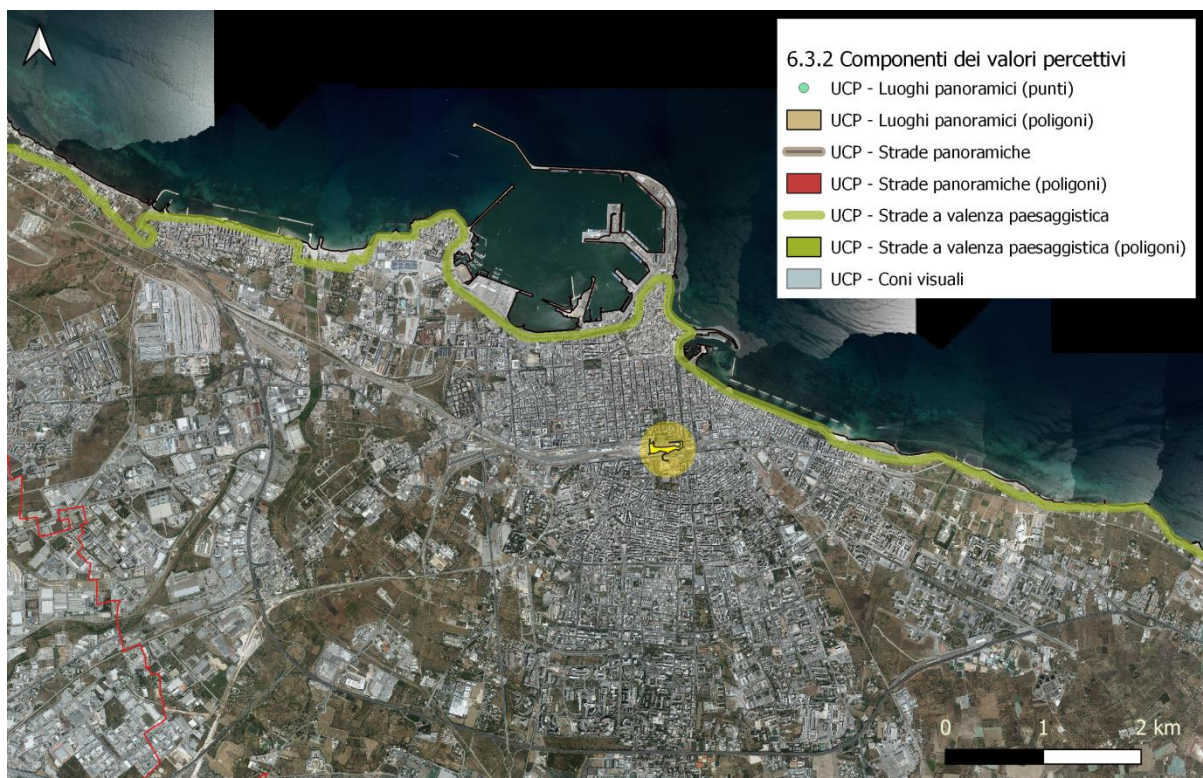 6.3.2 Componenti dei valori percettivi
UCP - Luoghi panoramici (punti)
UCP - Luoghi panoramici (poligoni)
UCP - Strade panoramiche
UCP - Strade panoramiche (poligoni)
UCP - Strade a valenza paesaggistica
UCP - Strade a valenza paesaggistica (poligoni)
UCP - Coni visuali
0 1 2 km